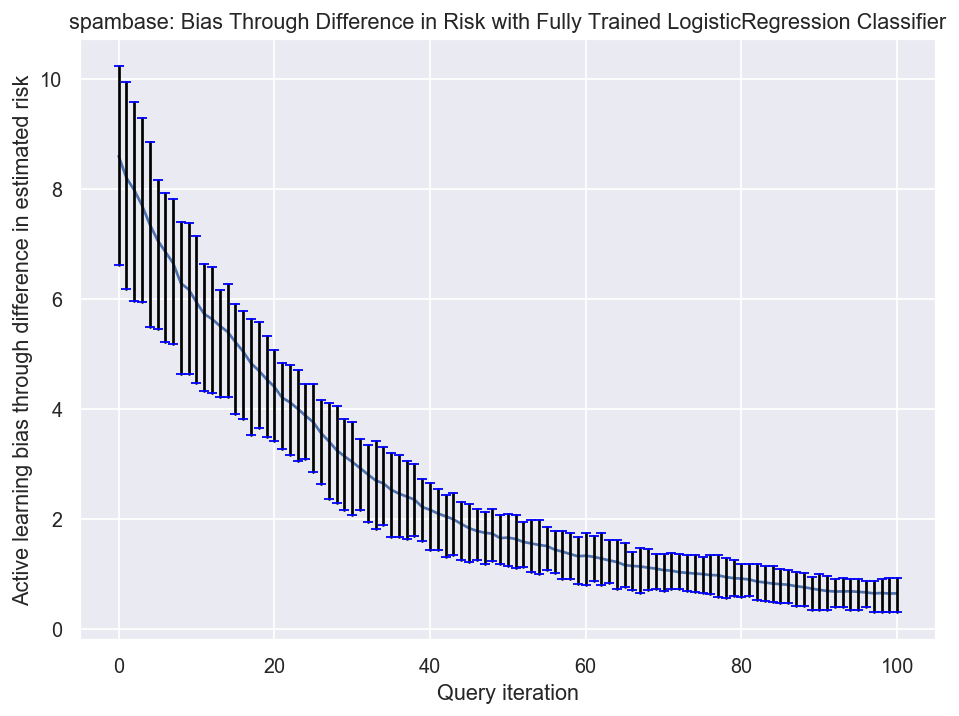 spambase: Bias Through Difference in Risk with Fully Trained LogisticRegression Classifier
Active learning bias through difference in estimated risk
10
8
6
4
2
0
0 20 40 60 80 100
Query iteration